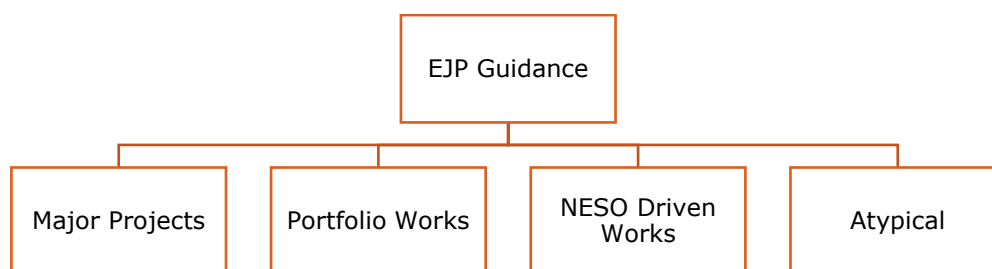 EJP Guidance
Major Projects
Portfolio Works
NESO Driven
Works
Atypical